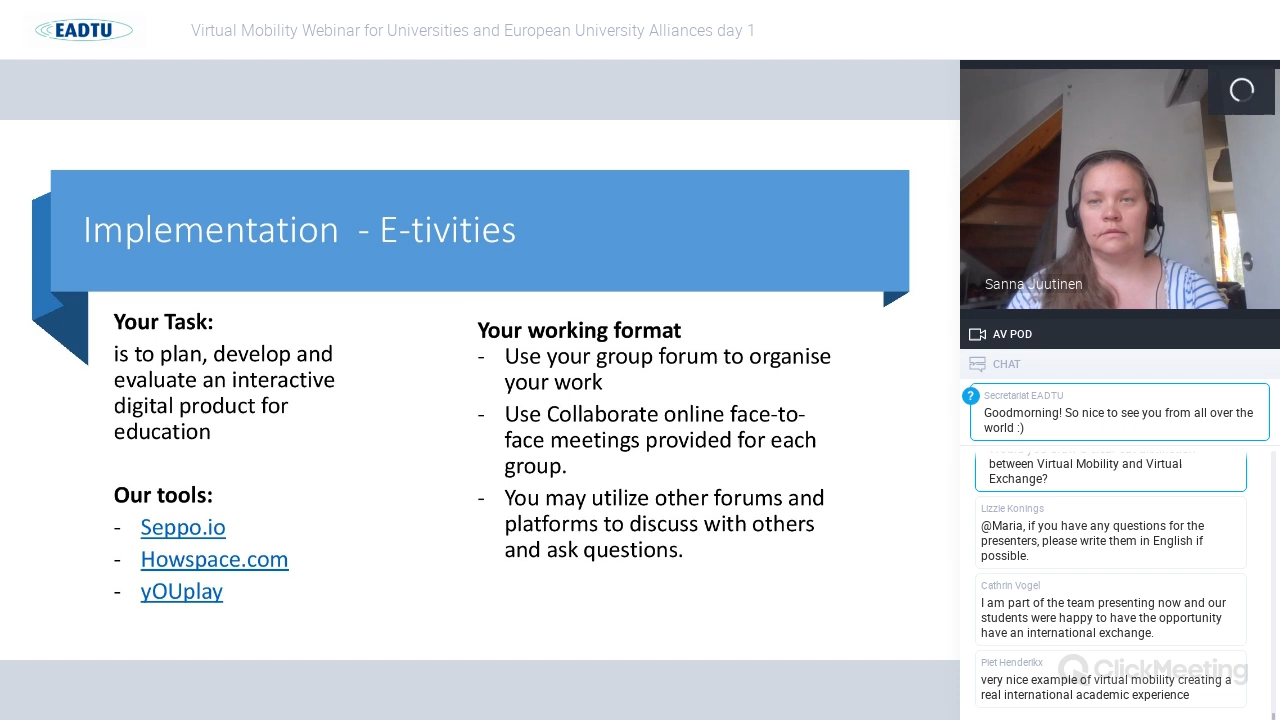 EADTU
Virtual Mobility Webinar for Universities and European University Alliances day 1
Implementation - E-tivities
Your Task:
is to plan, develop and
evaluate an interactive
digital product for
education
Our tools:
- Seppo.io
- Howspace.com
- yOUplay
Your working format
- Use your group forum to organise
your work
- Use Collaborate online face-to-
face meetings provided for each
group.
- You may utilize other forums and
platforms to discuss with others
and ask questions.
Sanna Juutinen
AV POD
CHAT
?
Secretariat EADTU
Goodmorning! So nice to see you from all over the
world :)
between Virtual Mobility and Virtual
Exchange?
Lizzie Konings
@Maria, if you have any questions for the
presenters, please write them in English if
possible.
Cathrin Vogel
I am part of the team presenting now and our
students were happy to have the opportunity
have an international exchange.
Piet Henderikx
very nice example of virtual mobility creating a
real international academic experience
ClickMeeting